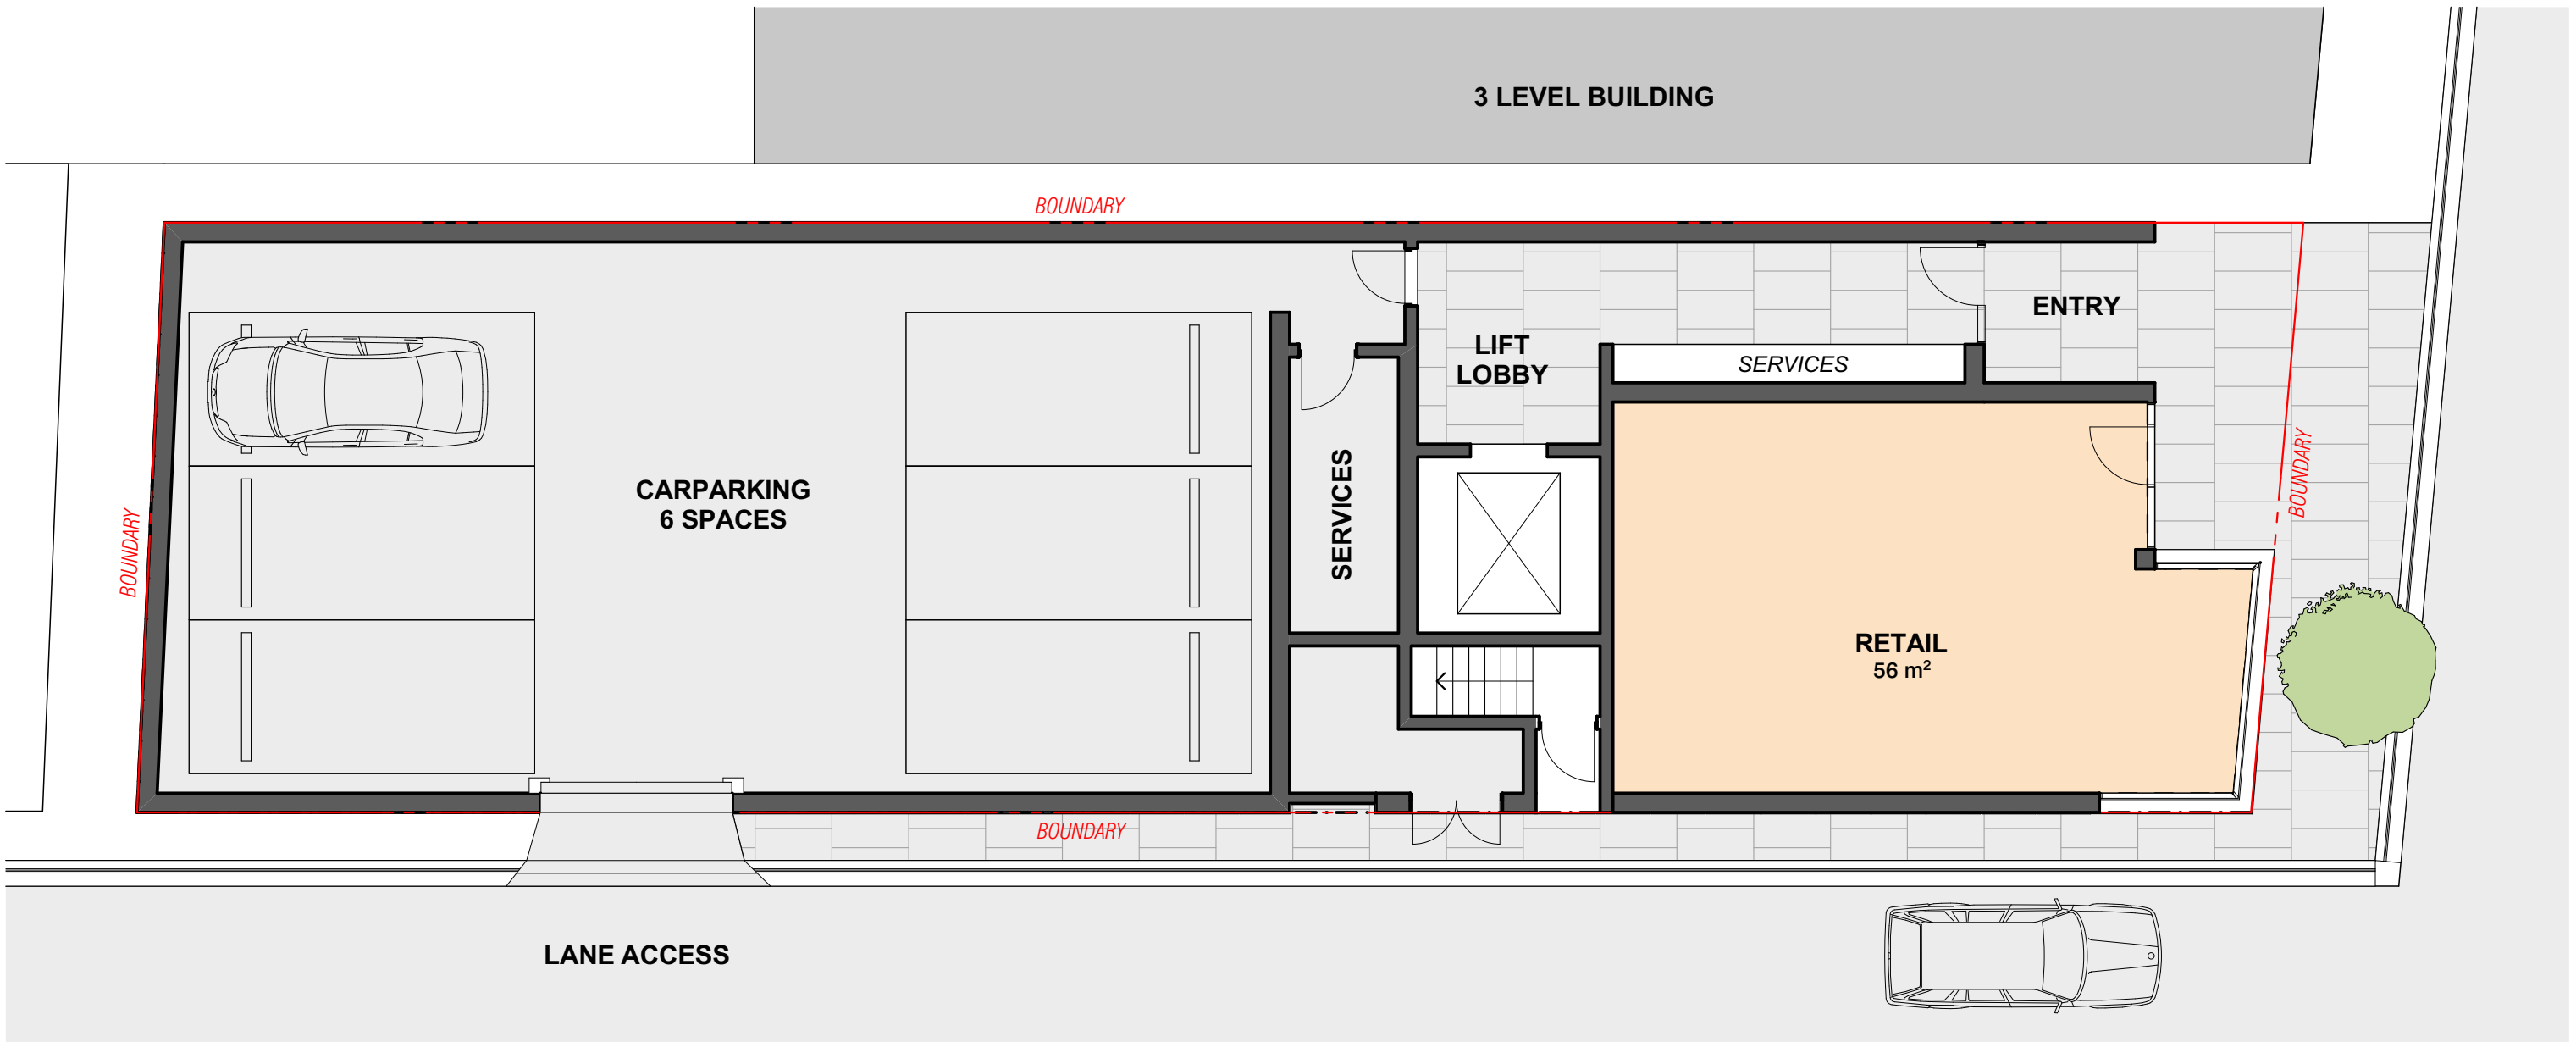 3 LEVEL BUILDING
BOUNDARY
ENTRY
LIFT
LOBBY
SERVICES
CARPARKING
6 SPACES
SERVICES
BOUNDARY
BOUNDARY
RETAIL
56 m²
BOUNDARY
LANE ACCESS